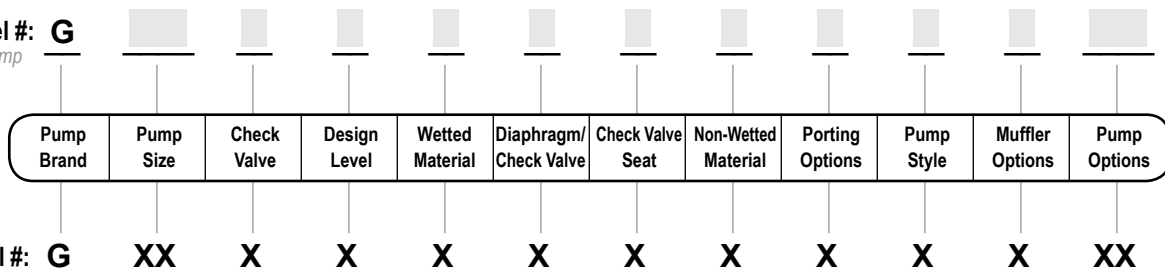 el #: G
mp
Pump Pump Check Design Wetted Diaphragm/ Check Valve Non-Wetted Porting Pump Muffler Pump
Brand Size Valve Level Material Check Valve Seat Material Options Style Options Options
l #: G XX X X X X X X X X X XX